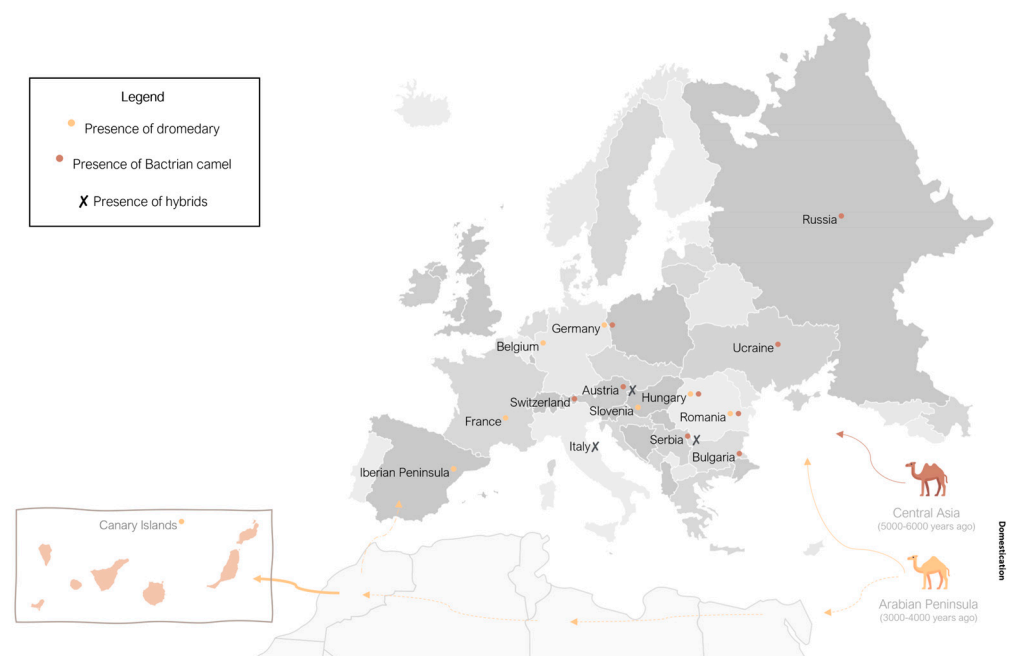 Legend
Presence of dromedary
Presence of Bactrian camel
✗ Presence of hybrids
Russia
Germany
Belgium
Ucraine
Austria ✗
Switzerland
Hungary
Slovenia
France
Romania
Serbia ✗
Italy ✗
Bulgaria
Iberian Peninsula
Canary Islands
Central Asia
(5000-6000 years ago)
Arabian Peninsula
(3000-4000 years ago)
Domestication